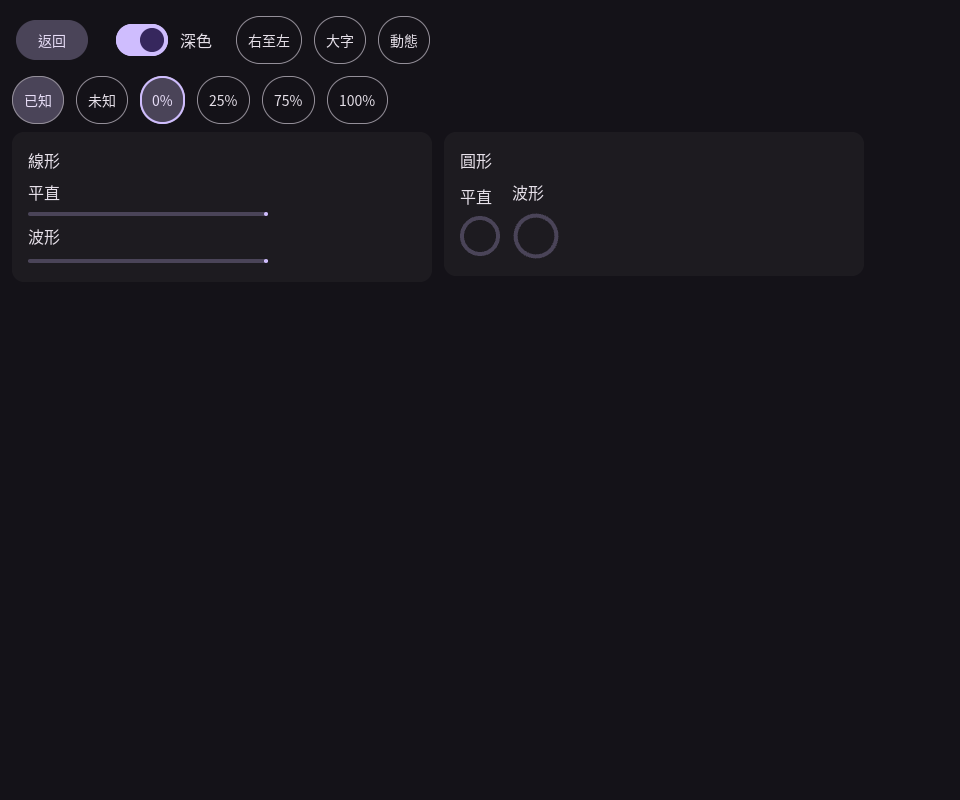 返回 深色 右至左 大字 動態
已知 未知 0% 25% 75% 100%
線形
平直
波形
圓形
平直 波形